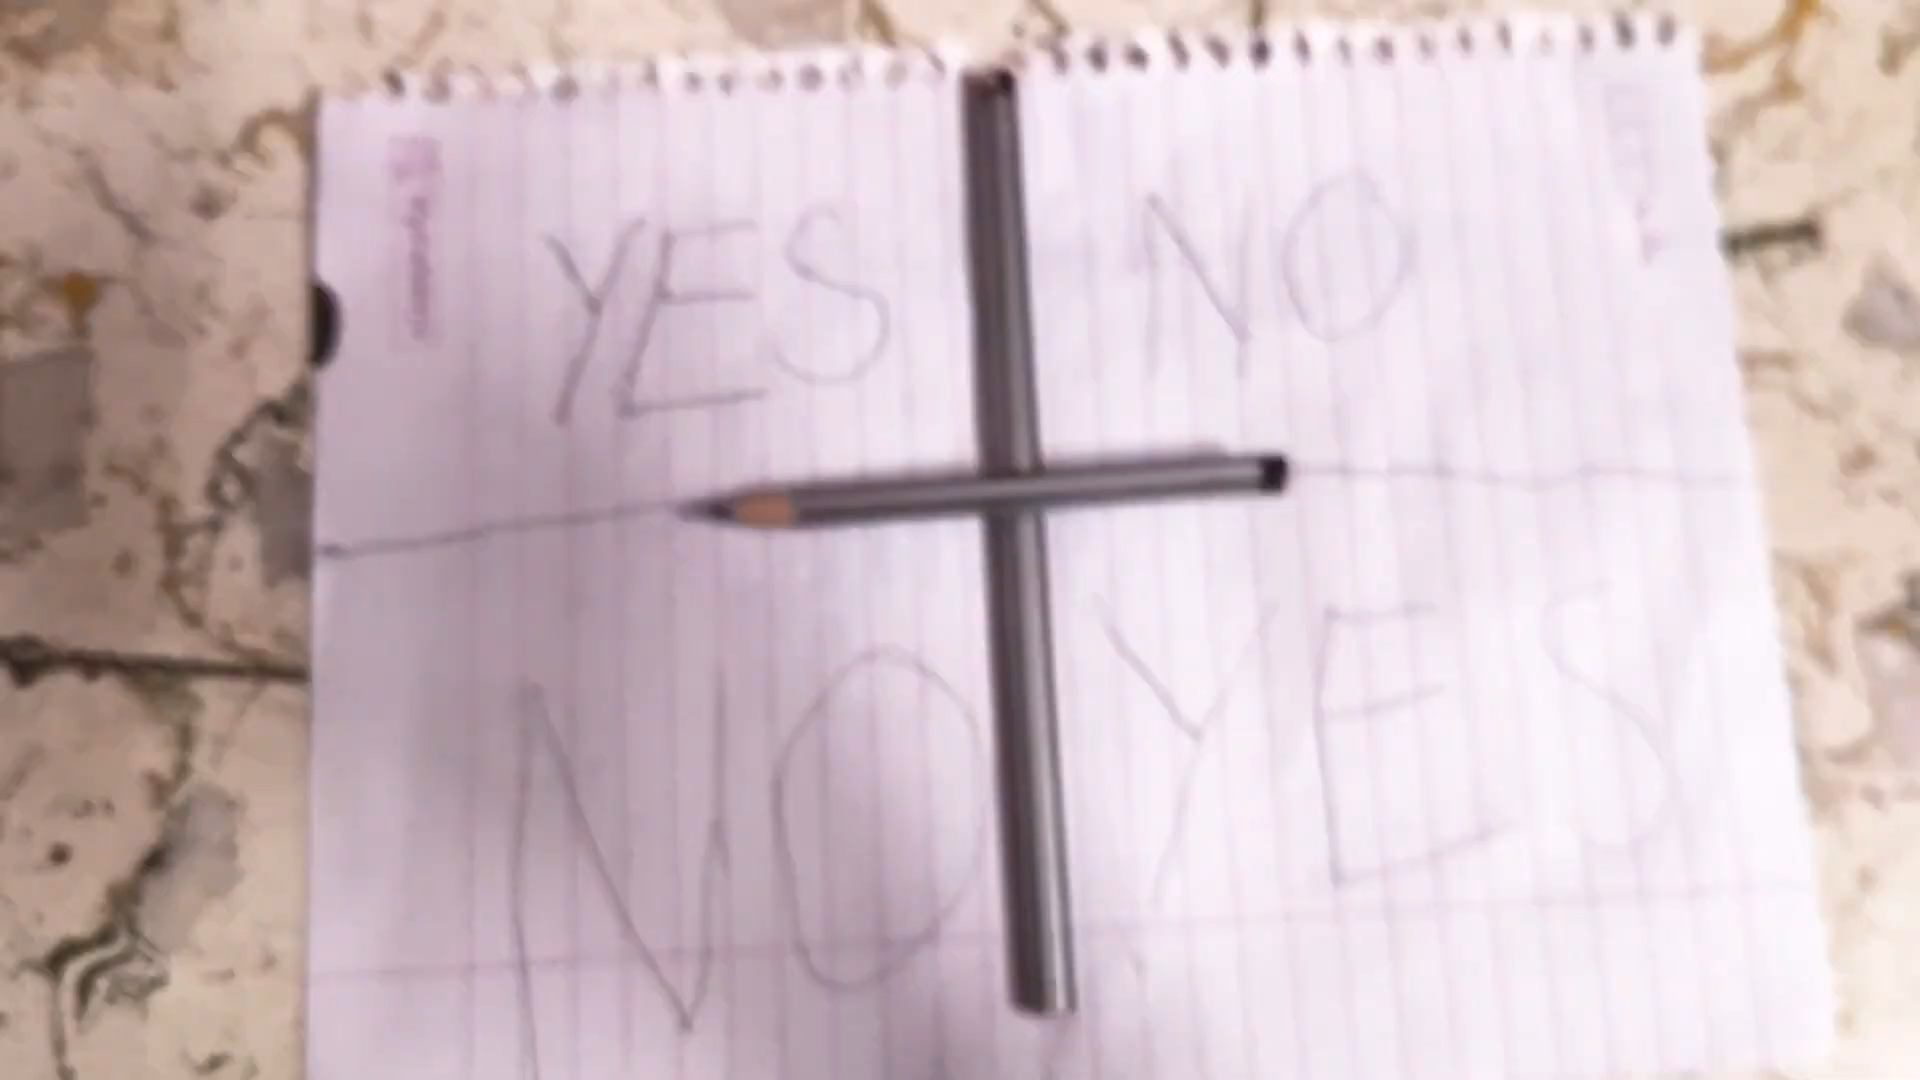 YES NO
NO YES